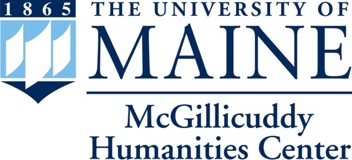 1865
THE UNIVERSITY OF
MAINE
McGillicuddy
Humanities Center